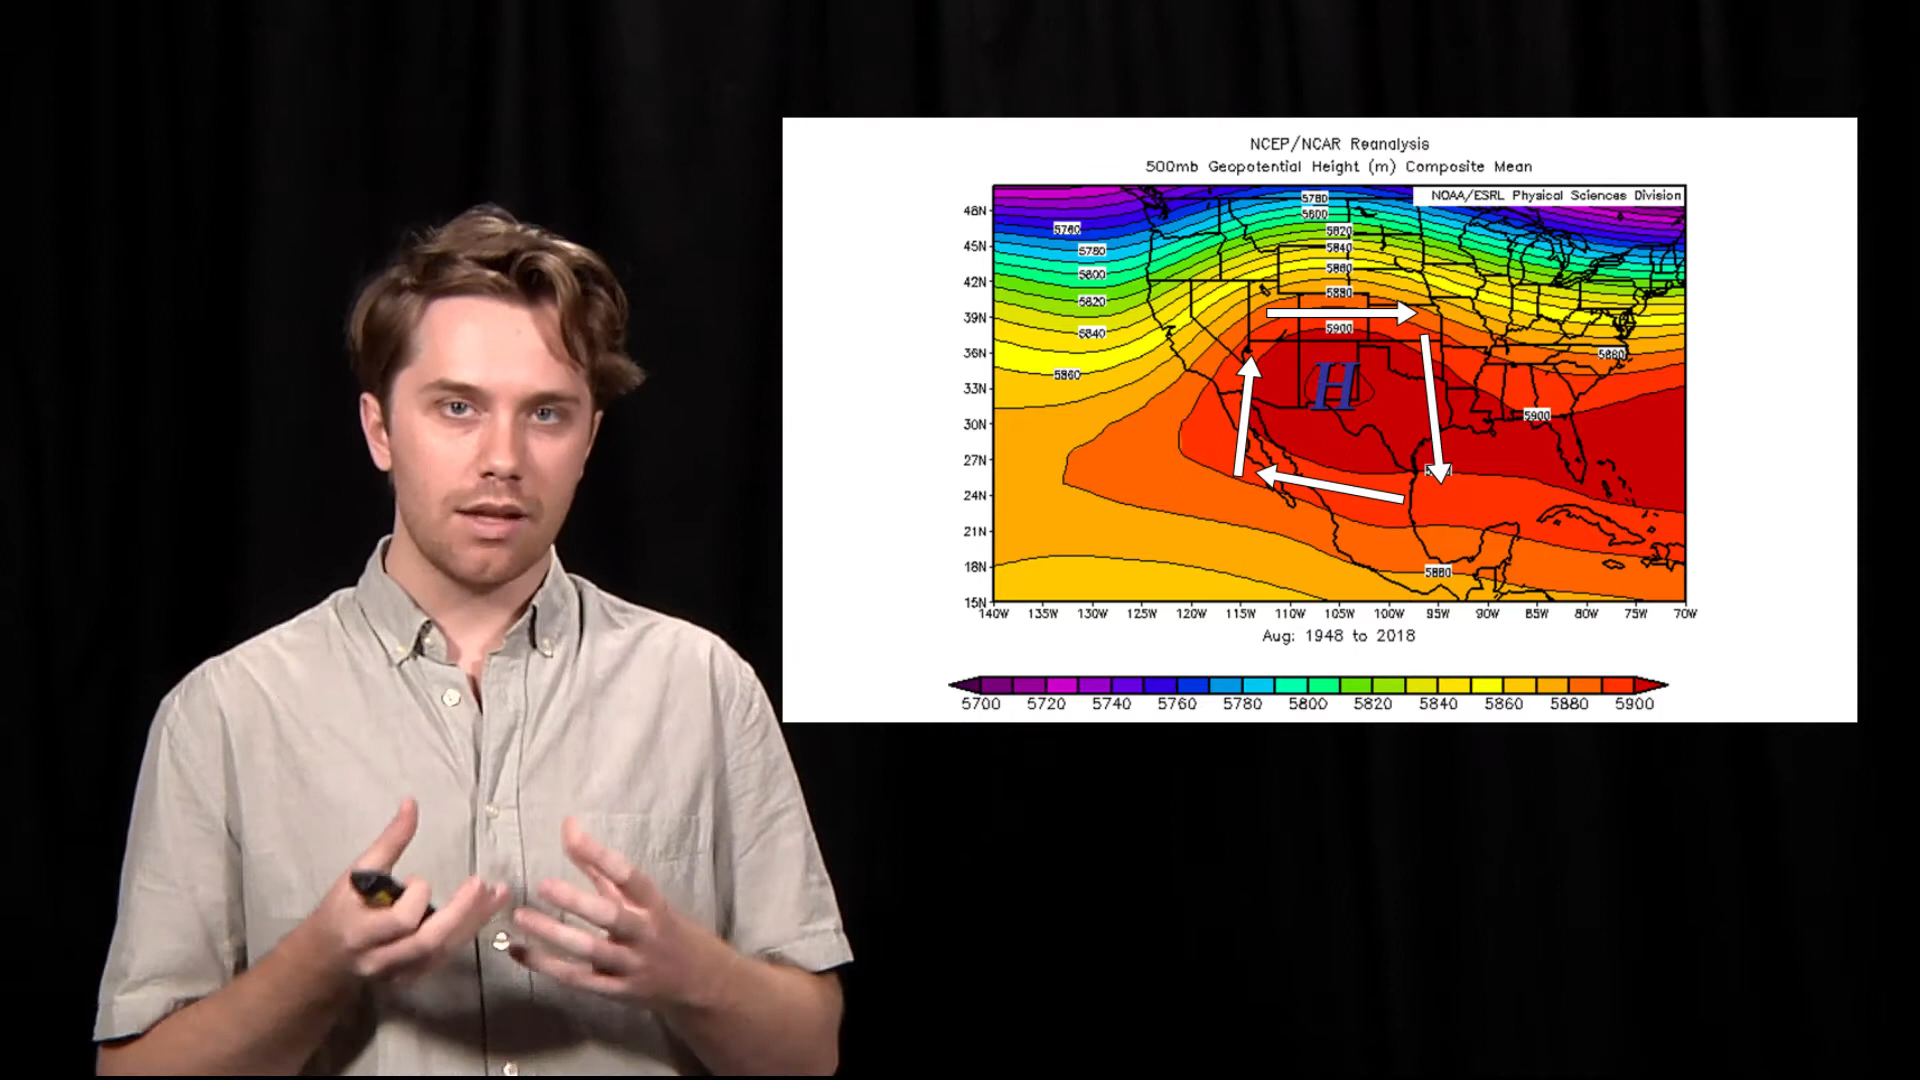 NCEP/NCAR Reanalysis
500mb Geopotential Height (m) Composite Mean
NOAA/ESRL Physical Sciences Division
48N
45N
42N
39N
36N
33N
30N
27N
24N
21N
18N
15N
5760
5780
5800
5820
5840
5860
5780
5800
5820
5840
5860
5880
5900
H
5880
5900
5880
140W 135W 130W 125W 120W 115W 110W 105W 100W 95W 90W 85W 80W 75W 70W
Aug: 1948 to 2018
5700 5720 5740 5760 5780 5800 5820 5840 5860 5880 5900